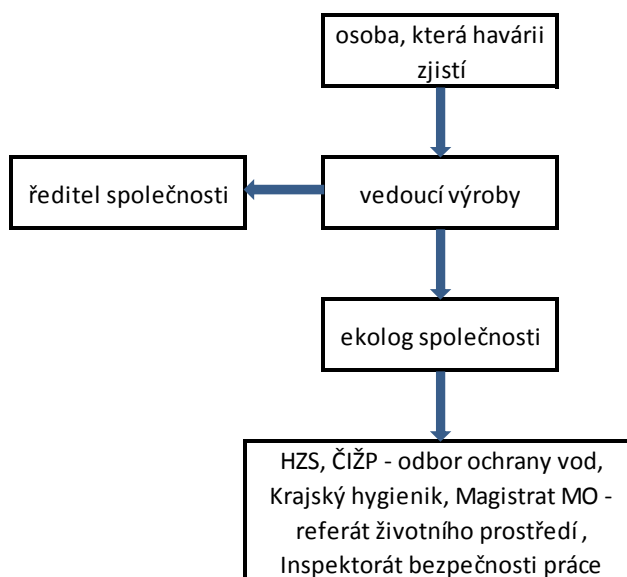 osoba, která havárii
zjistí
ředitel společnosti
vedoucí výroby
ekolog společnosti
HZS, ČIŽP - odbor ochrany vod,
Krajský hygienik, Magistrat MO -
referát životního prostředí ,
Inspektorát bezpečnosti práce